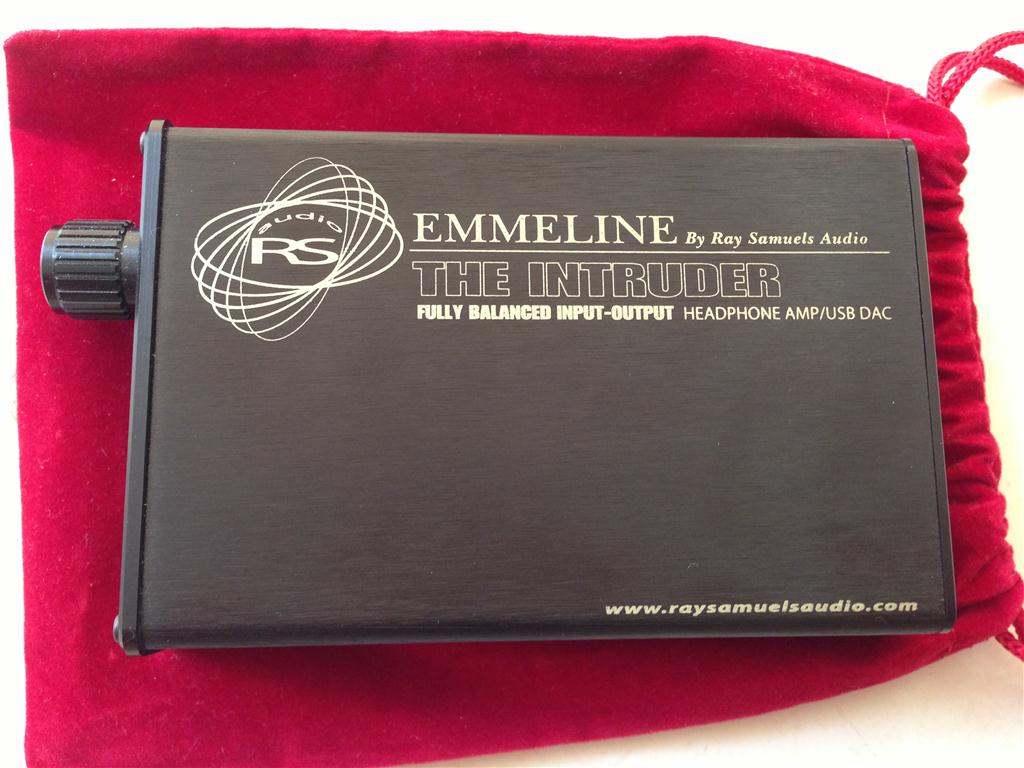 audio
RS
EMMELINE By Ray Samuels Audio
THE INTRUDER
FULLY BALANCED INPUT-OUTPUT HEADPHONE AMP/USB DAC
www.raysamuelsaudio.com